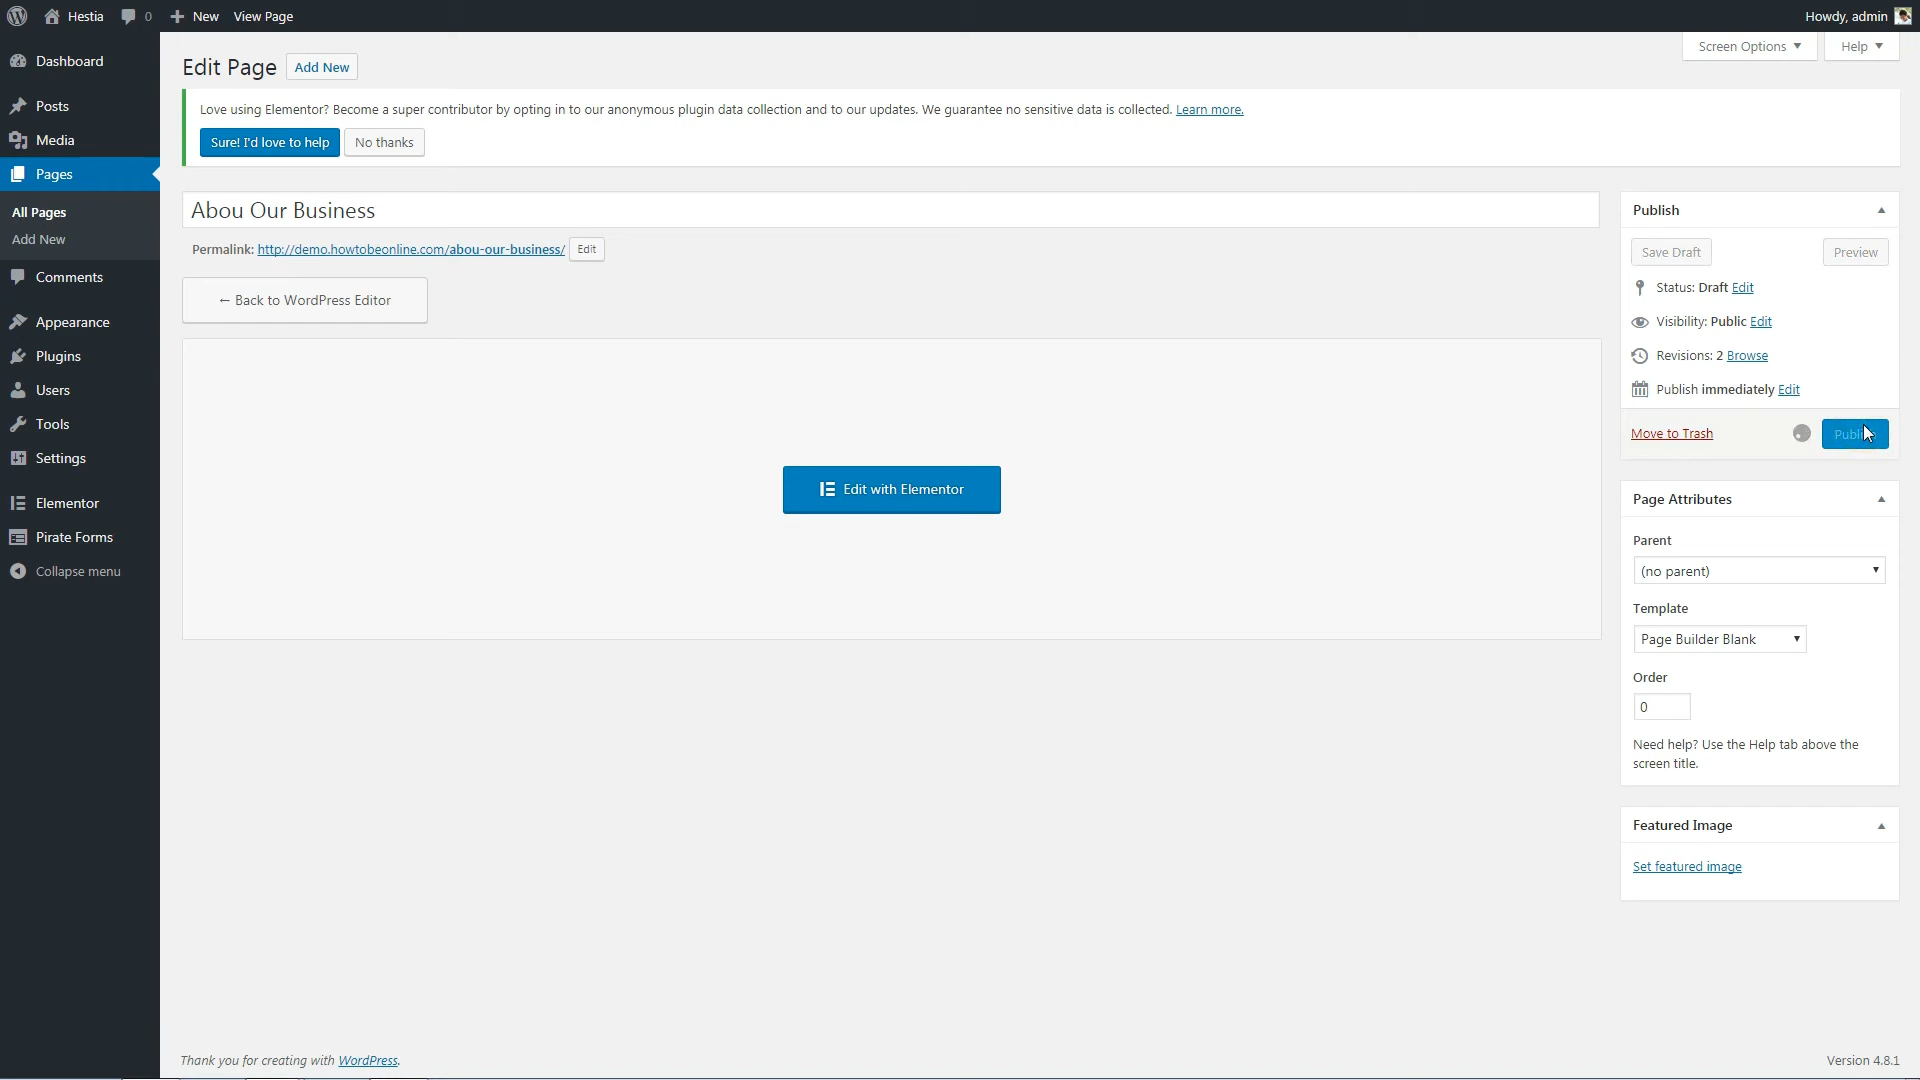 Hestia 0 New View Page Howdy, admin
Screen Options Help
Dashboard
Posts
Media
Pages
All Pages
Add New
Comments
Appearance
Plugins
Users
Tools
Settings
Elementor
Pirate Forms
Collapse menu
Edit Page Add New
Love using Elementor? Become a super contributor by opting in to our anonymous plugin data collection and to our updates. We guarantee no sensitive data is collected. Learn more.
Sure! I'd love to help No thanks
Abou Our Business
Permalink: http://demo.howtobeonline.com/abou-our-business/ Edit
← Back to WordPress Editor
Edit with Elementor
Publish
Save Draft Preview
Status: Draft Edit
Visibility: Public Edit
Revisions: 2 Browse
Publish immediately Edit
Move to Trash
Page Attributes
Parent
(no parent)
Template
Page Builder Blank
Order
0
Need help? Use the Help tab above the
screen title.
Featured Image
Set featured image
Thank you for creating with WordPress.
Version 4.8.1